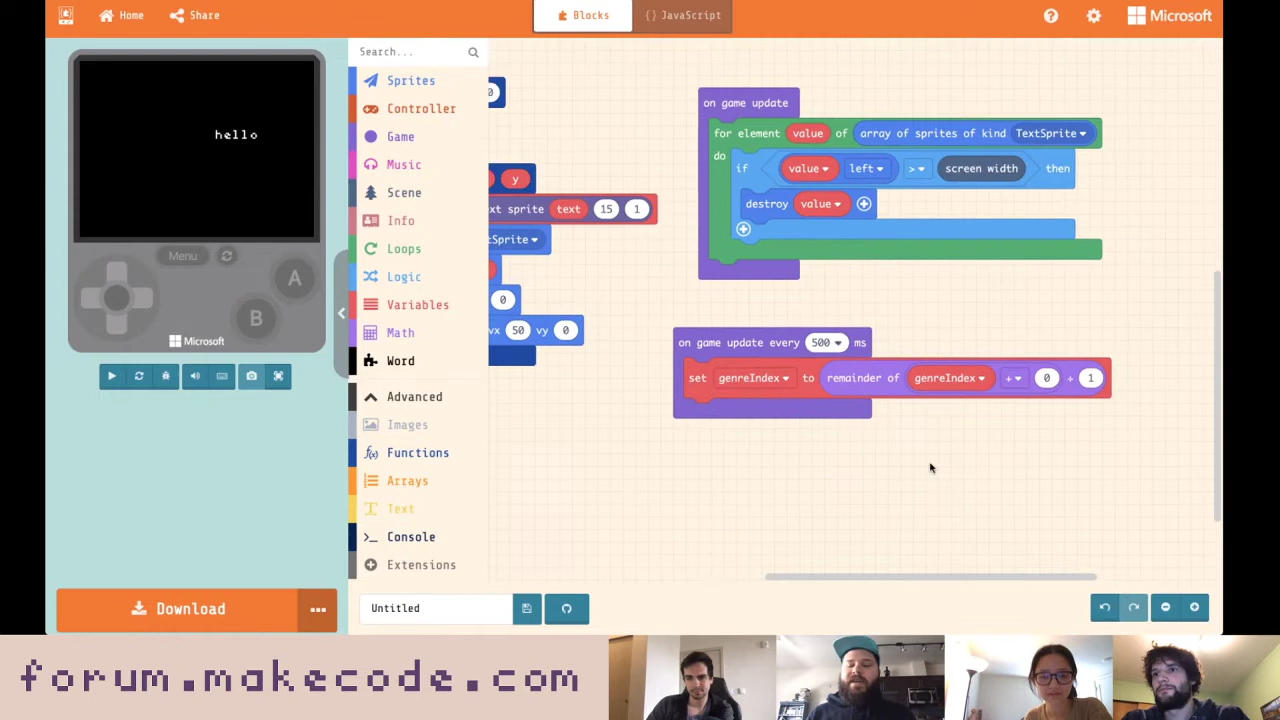 Home
Share
Blocks
{} JavaScript
Microsoft
hello
Menu
A
B
Microsoft
Download
Search...
Sprites
Controller
Game
Music
Scene
Info
Loops
Logic
Variables
Math
Word
Advanced
Images
Functions
Arrays
Text
Console
Extensions
0
y
xt sprite text 15 1
tSprite
0
vx 50 vy 0
on game update
for element value of array of sprites of kind TextSprite
do
if value left > screen width then
destroy value
on game update every 500 ms
set genreIndex to remainder of genreIndex + 0 ÷ 1
Untitled
forum.makecode.com